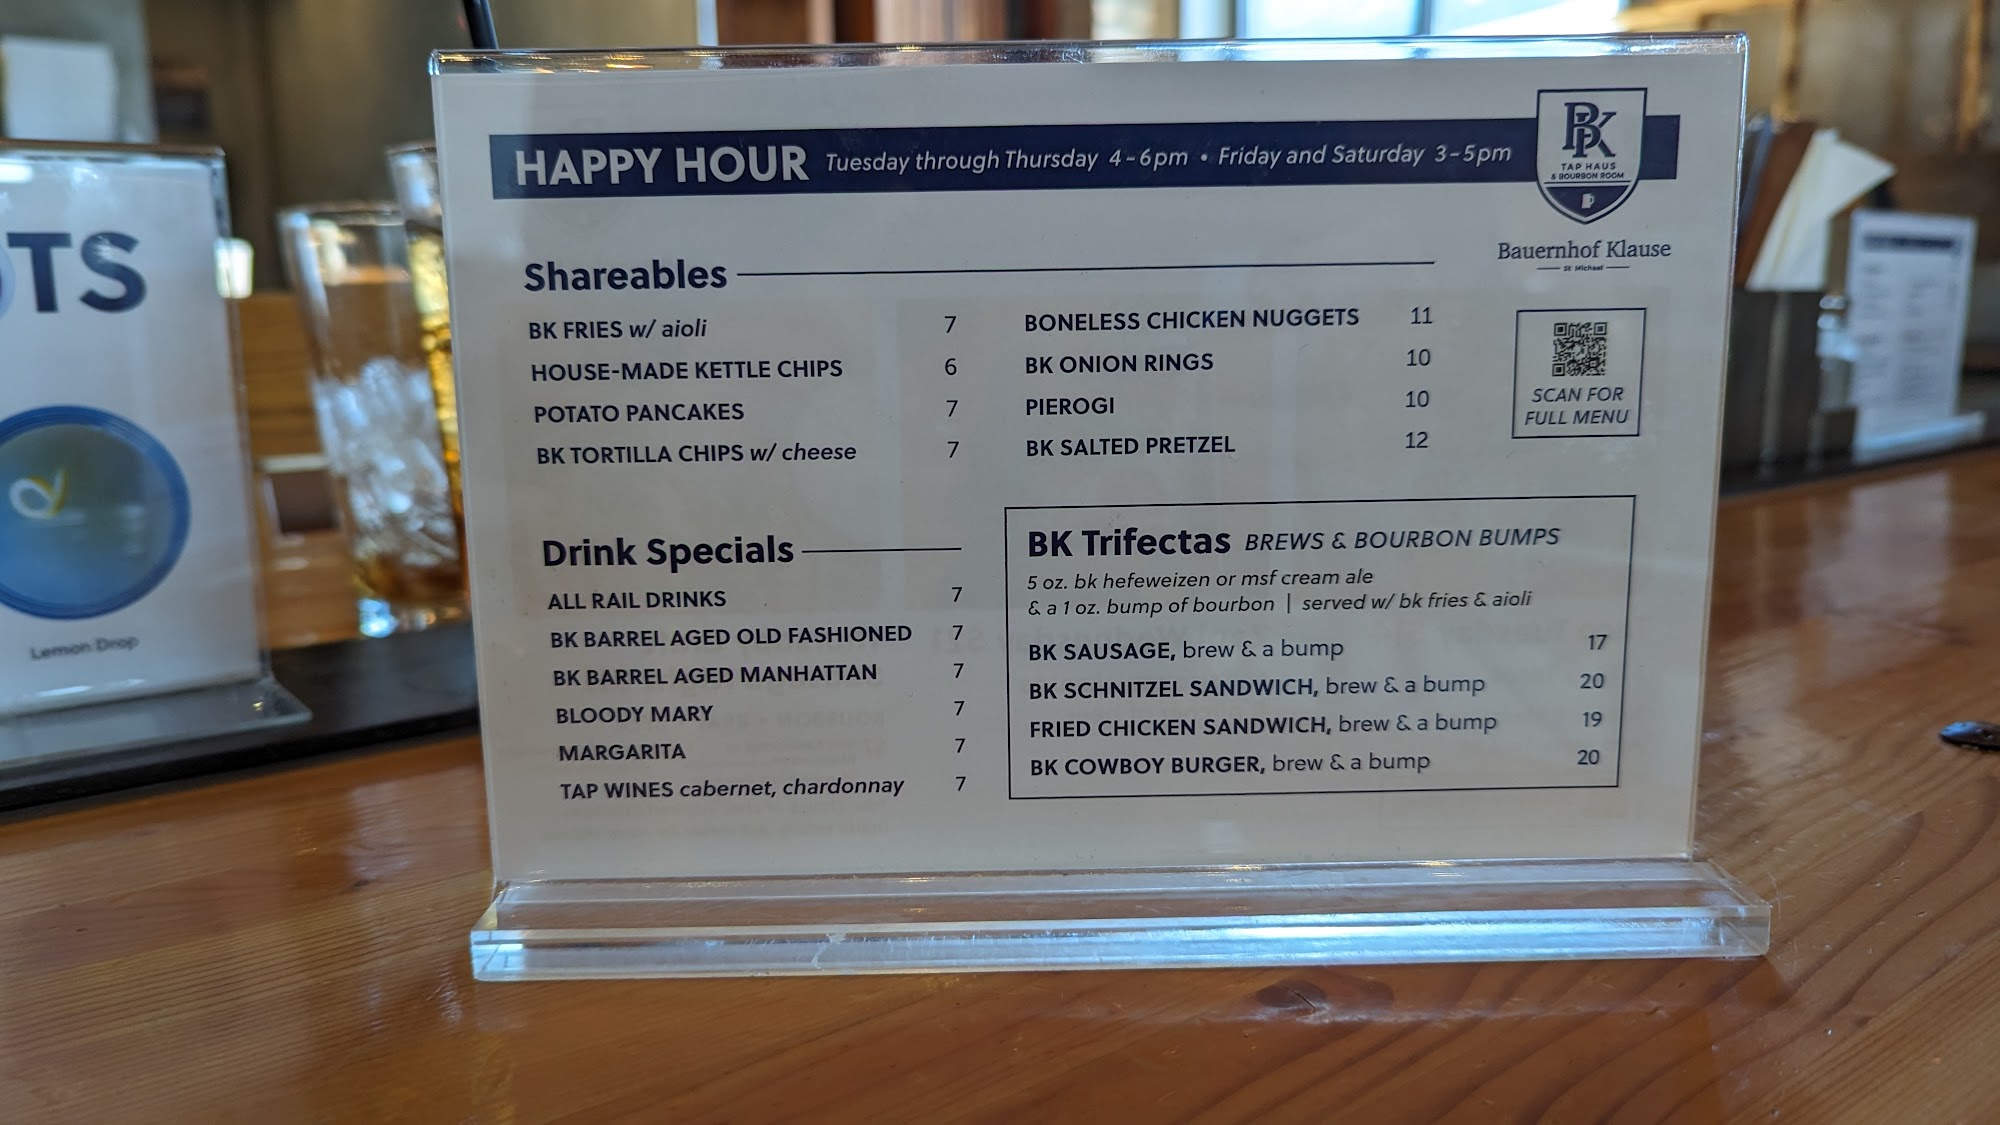 HAPPY HOUR Tuesday through Thursday 4-6pm • Friday and Saturday 3-5pm
BK
TAP HAUS
& BOURBON ROOM
Bauernhof Klause
St Michael
Shareables
BK FRIES w/ aioli 7
HOUSE-MADE KETTLE CHIPS 6
POTATO PANCAKES 7
BK TORTILLA CHIPS w/ cheese 7
BONELESS CHICKEN NUGGETS 11
BK ONION RINGS 10
PIEROGI 10
BK SALTED PRETZEL 12
SCAN FOR
FULL MENU
Drink Specials
ALL RAIL DRINKS 7
BK BARREL AGED OLD FASHIONED 7
BK BARREL AGED MANHATTAN 7
BLOODY MARY 7
MARGARITA 7
TAP WINES cabernet, chardonnay 7
BK Trifectas BREWS & BOURBON BUMPS
5 oz. bk hefeweizen or msf cream ale
& a 1 oz. bump of bourbon | served w/ bk fries & aioli
BK SAUSAGE, brew & a bump 17
BK SCHNITZEL SANDWICH, brew & a bump 20
FRIED CHICKEN SANDWICH, brew & a bump 19
BK COWBOY BURGER, brew & a bump 20
OTS
Lemon Drop